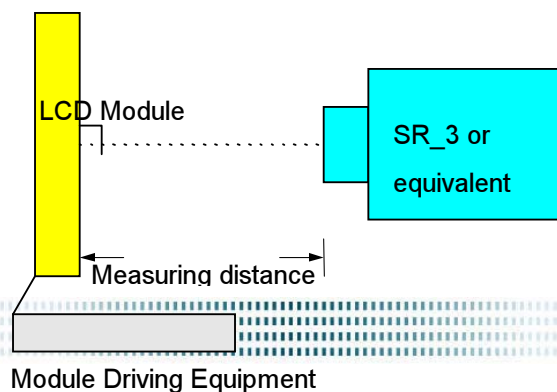 LCD Module
SR_3 or
equivalent
Measuring distance
Module Driving Equipment